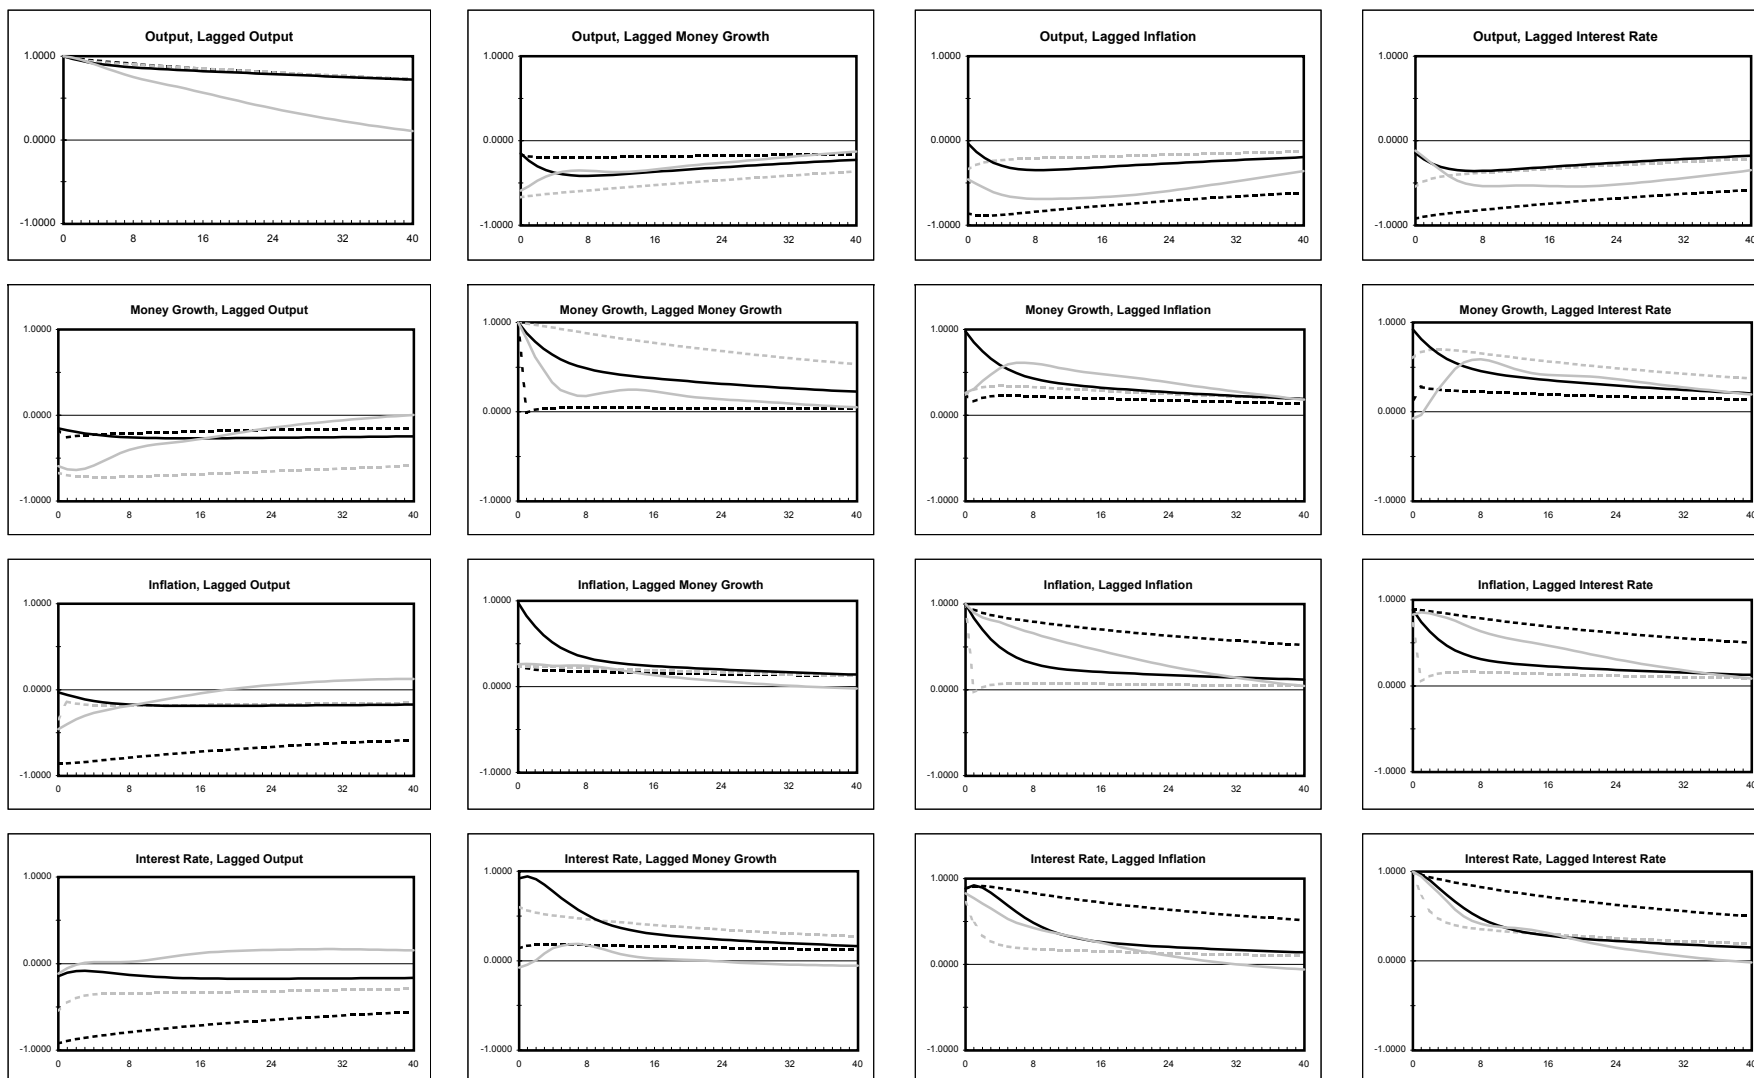 Output, Lagged Output
1.0000
0.0000
-1.0000
0 8 16 24 32 40
Output, Lagged Money Growth
1.0000
0.0000
-1.0000
0 8 16 24 32 40
Output, Lagged Inflation
1.0000
0.0000
-1.0000
0 8 16 24 32 40
Output, Lagged Interest Rate
1.0000
0.0000
-1.0000
0 8 16 24 32 40
Money Growth, Lagged Output
1.0000
0.0000
-1.0000
0 8 16 24 32 40
Money Growth, Lagged Money Growth
1.0000
0.0000
-1.0000
0 8 16 24 32 40
Money Growth, Lagged Inflation
1.0000
0.0000
-1.0000
0 8 16 24 32 40
Money Growth, Lagged Interest Rate
1.0000
0.0000
-1.0000
0 8 16 24 32 40
Inflation, Lagged Output
1.0000
0.0000
-1.0000
0 8 16 24 32 40
Inflation, Lagged Money Growth
1.0000
0.0000
-1.0000
0 8 16 24 32 40
Inflation, Lagged Inflation
1.0000
0.0000
-1.0000
0 8 16 24 32 40
Inflation, Lagged Interest Rate
1.0000
0.0000
-1.0000
0 8 16 24 32 40
Interest Rate, Lagged Output
1.0000
0.0000
-1.0000
0 8 16 24 32 40
Interest Rate, Lagged Money Growth
1.0000
0.0000
-1.0000
0 8 16 24 32 40
Interest Rate, Lagged Inflation
1.0000
0.0000
-1.0000
0 8 16 24 32 40
Interest Rate, Lagged Interest Rate
1.0000
0.0000
-1.0000
0 8 16 24 32 40